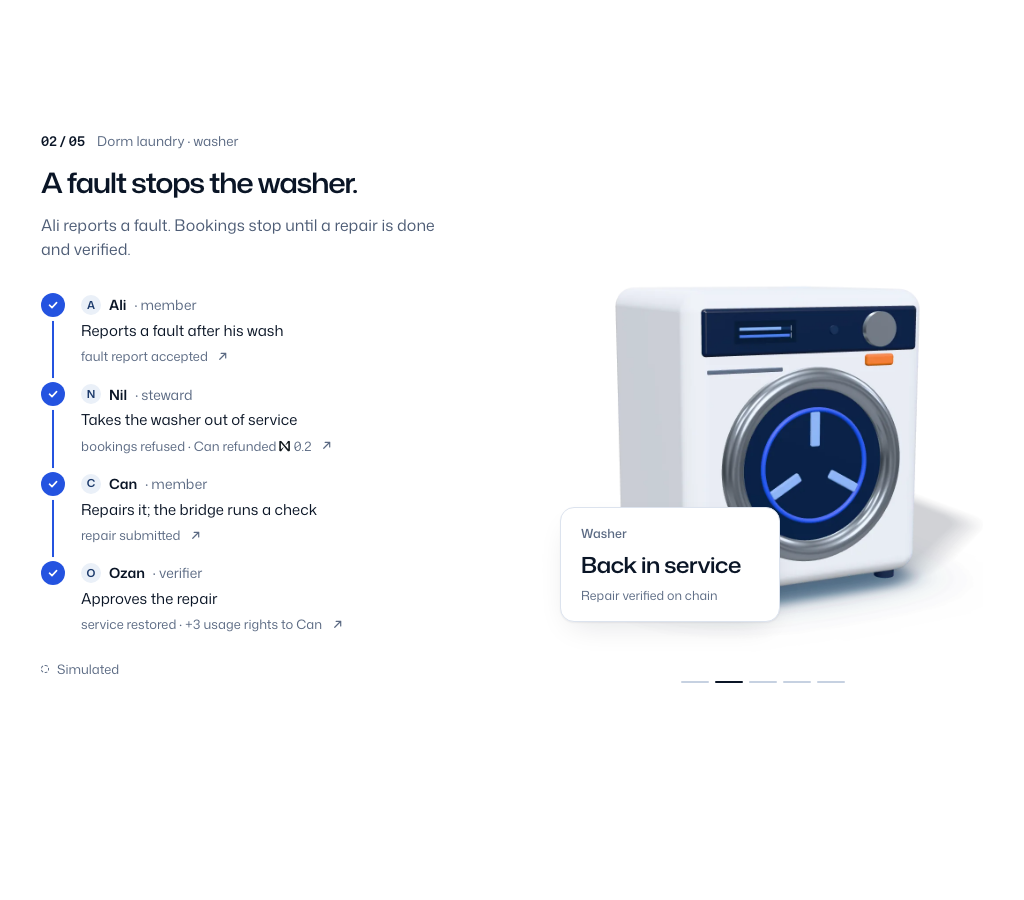 02 / 05 Dorm laundry · washer
A fault stops the washer.
Ali reports a fault. Bookings stop until a repair is done
and verified.
A Ali · member
Reports a fault after his wash
fault report accepted ↗
N Nil · steward
Takes the washer out of service
bookings refused · Can refunded N 0.2 ↗
C Can · member
Repairs it; the bridge runs a check
repair submitted ↗
O Ozan · verifier
Approves the repair
service restored · +3 usage rights to Can ↗
Simulated
Washer
Back in service
Repair verified on chain